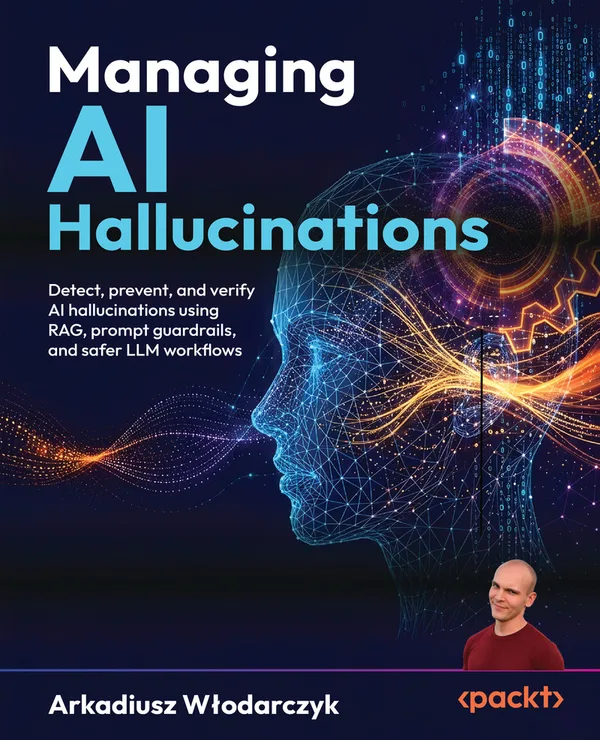 Managing
AI
Hallucinations
Detect, prevent, and verify
AI hallucinations using
RAG, prompt guardrails,
and safer LLM workflows
Arkadiusz Włodarczyk
<packt>